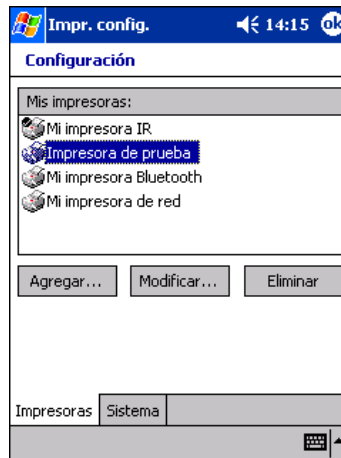 Impr. config. 14:15 ok
Configuración
Mis impresoras:
Mi impresora IR
Impresora de prueba
Mi impresora Bluetooth
Mi impresora de red
Agregar... Modificar... Eliminar
Impresoras Sistema